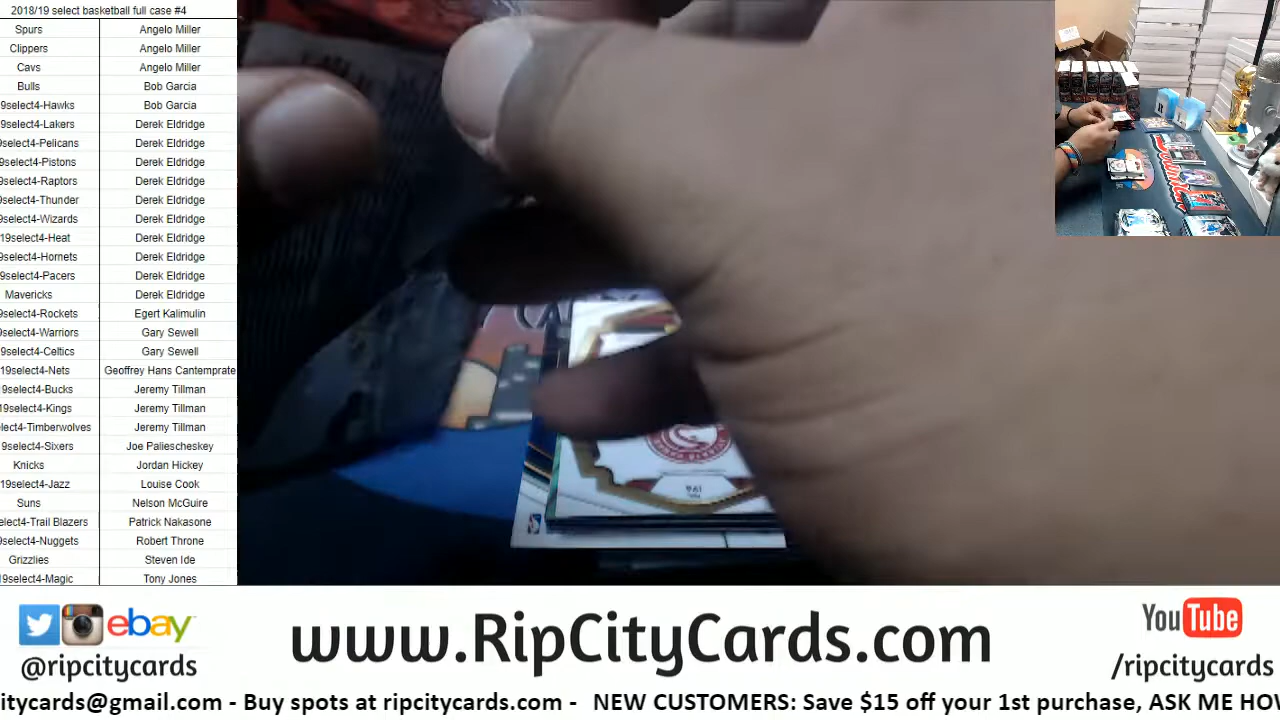 2018/19 select basketball full case #4
Spurs Angelo Miller
Clippers Angelo Miller
Cavs Angelo Miller
Bulls Bob Garcia
9select4-Hawks Bob Garcia
9select4-Lakers Derek Eldridge
9select4-Pelicans Derek Eldridge
9select4-Pistons Derek Eldridge
9select4-Raptors Derek Eldridge
9select4-Thunder Derek Eldridge
9select4-Wizards Derek Eldridge
19select4-Heat Derek Eldridge
9select4-Hornets Derek Eldridge
9select4-Pacers Derek Eldridge
Mavericks Derek Eldridge
9select4-Rockets Egert Kalimulin
9select4-Warriors Gary Sewell
9select4-Celtics Gary Sewell
19select4-Nets Geoffrey Hans Cantemprate
9select4-Bucks Jeremy Tillman
19select4-Kings Jeremy Tillman
lect4-Timberwolves Jeremy Tillman
9select4-Sixers Joe Paliescheskey
Knicks Jordan Hickey
19select4-Jazz Louise Cook
Suns Nelson McGuire
elect4-Trail Blazers Patrick Nakasone
9select4-Nuggets Robert Throne
Grizzlies Steven Ide
19select4-Magic Tony Jones
ebay
@ripcitycards
www.RipCityCards.com
YouTube
/ripcitycards
citycards@gmail.com - Buy spots at ripcitycards.com - NEW CUSTOMERS: Save $15 off your 1st purchase, ASK ME HOW